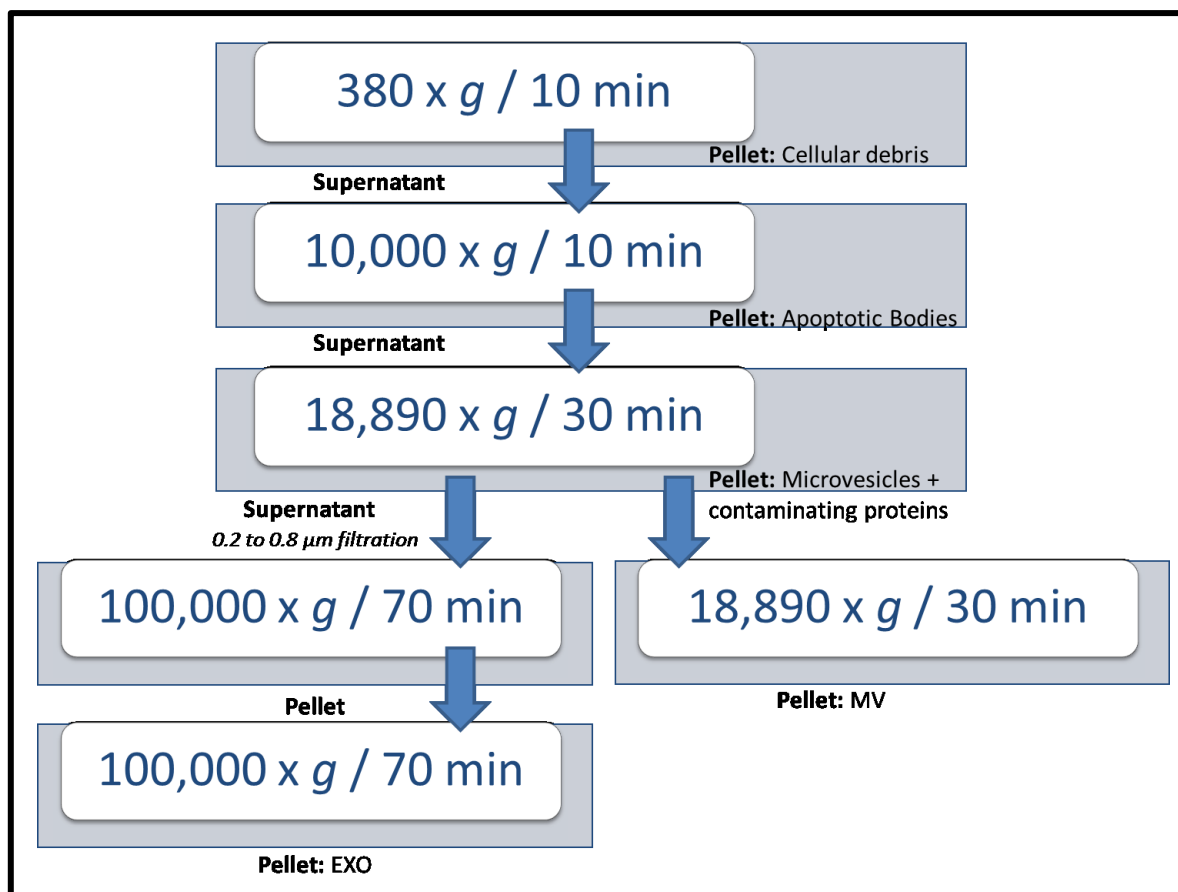 380 x g / 10 min
Pellet: Cellular debris
Supernatant
10,000 x g / 10 min
Pellet: Apoptotic Bodies
Supernatant
18,890 x g / 30 min
Pellet: Microvesicles +
contaminating proteins
Supernatant
0.2 to 0.8 µm filtration
100,000 x g / 70 min
18,890 x g / 30 min
Pellet
Pellet: MV
100,000 x g / 70 min
Pellet: EXO